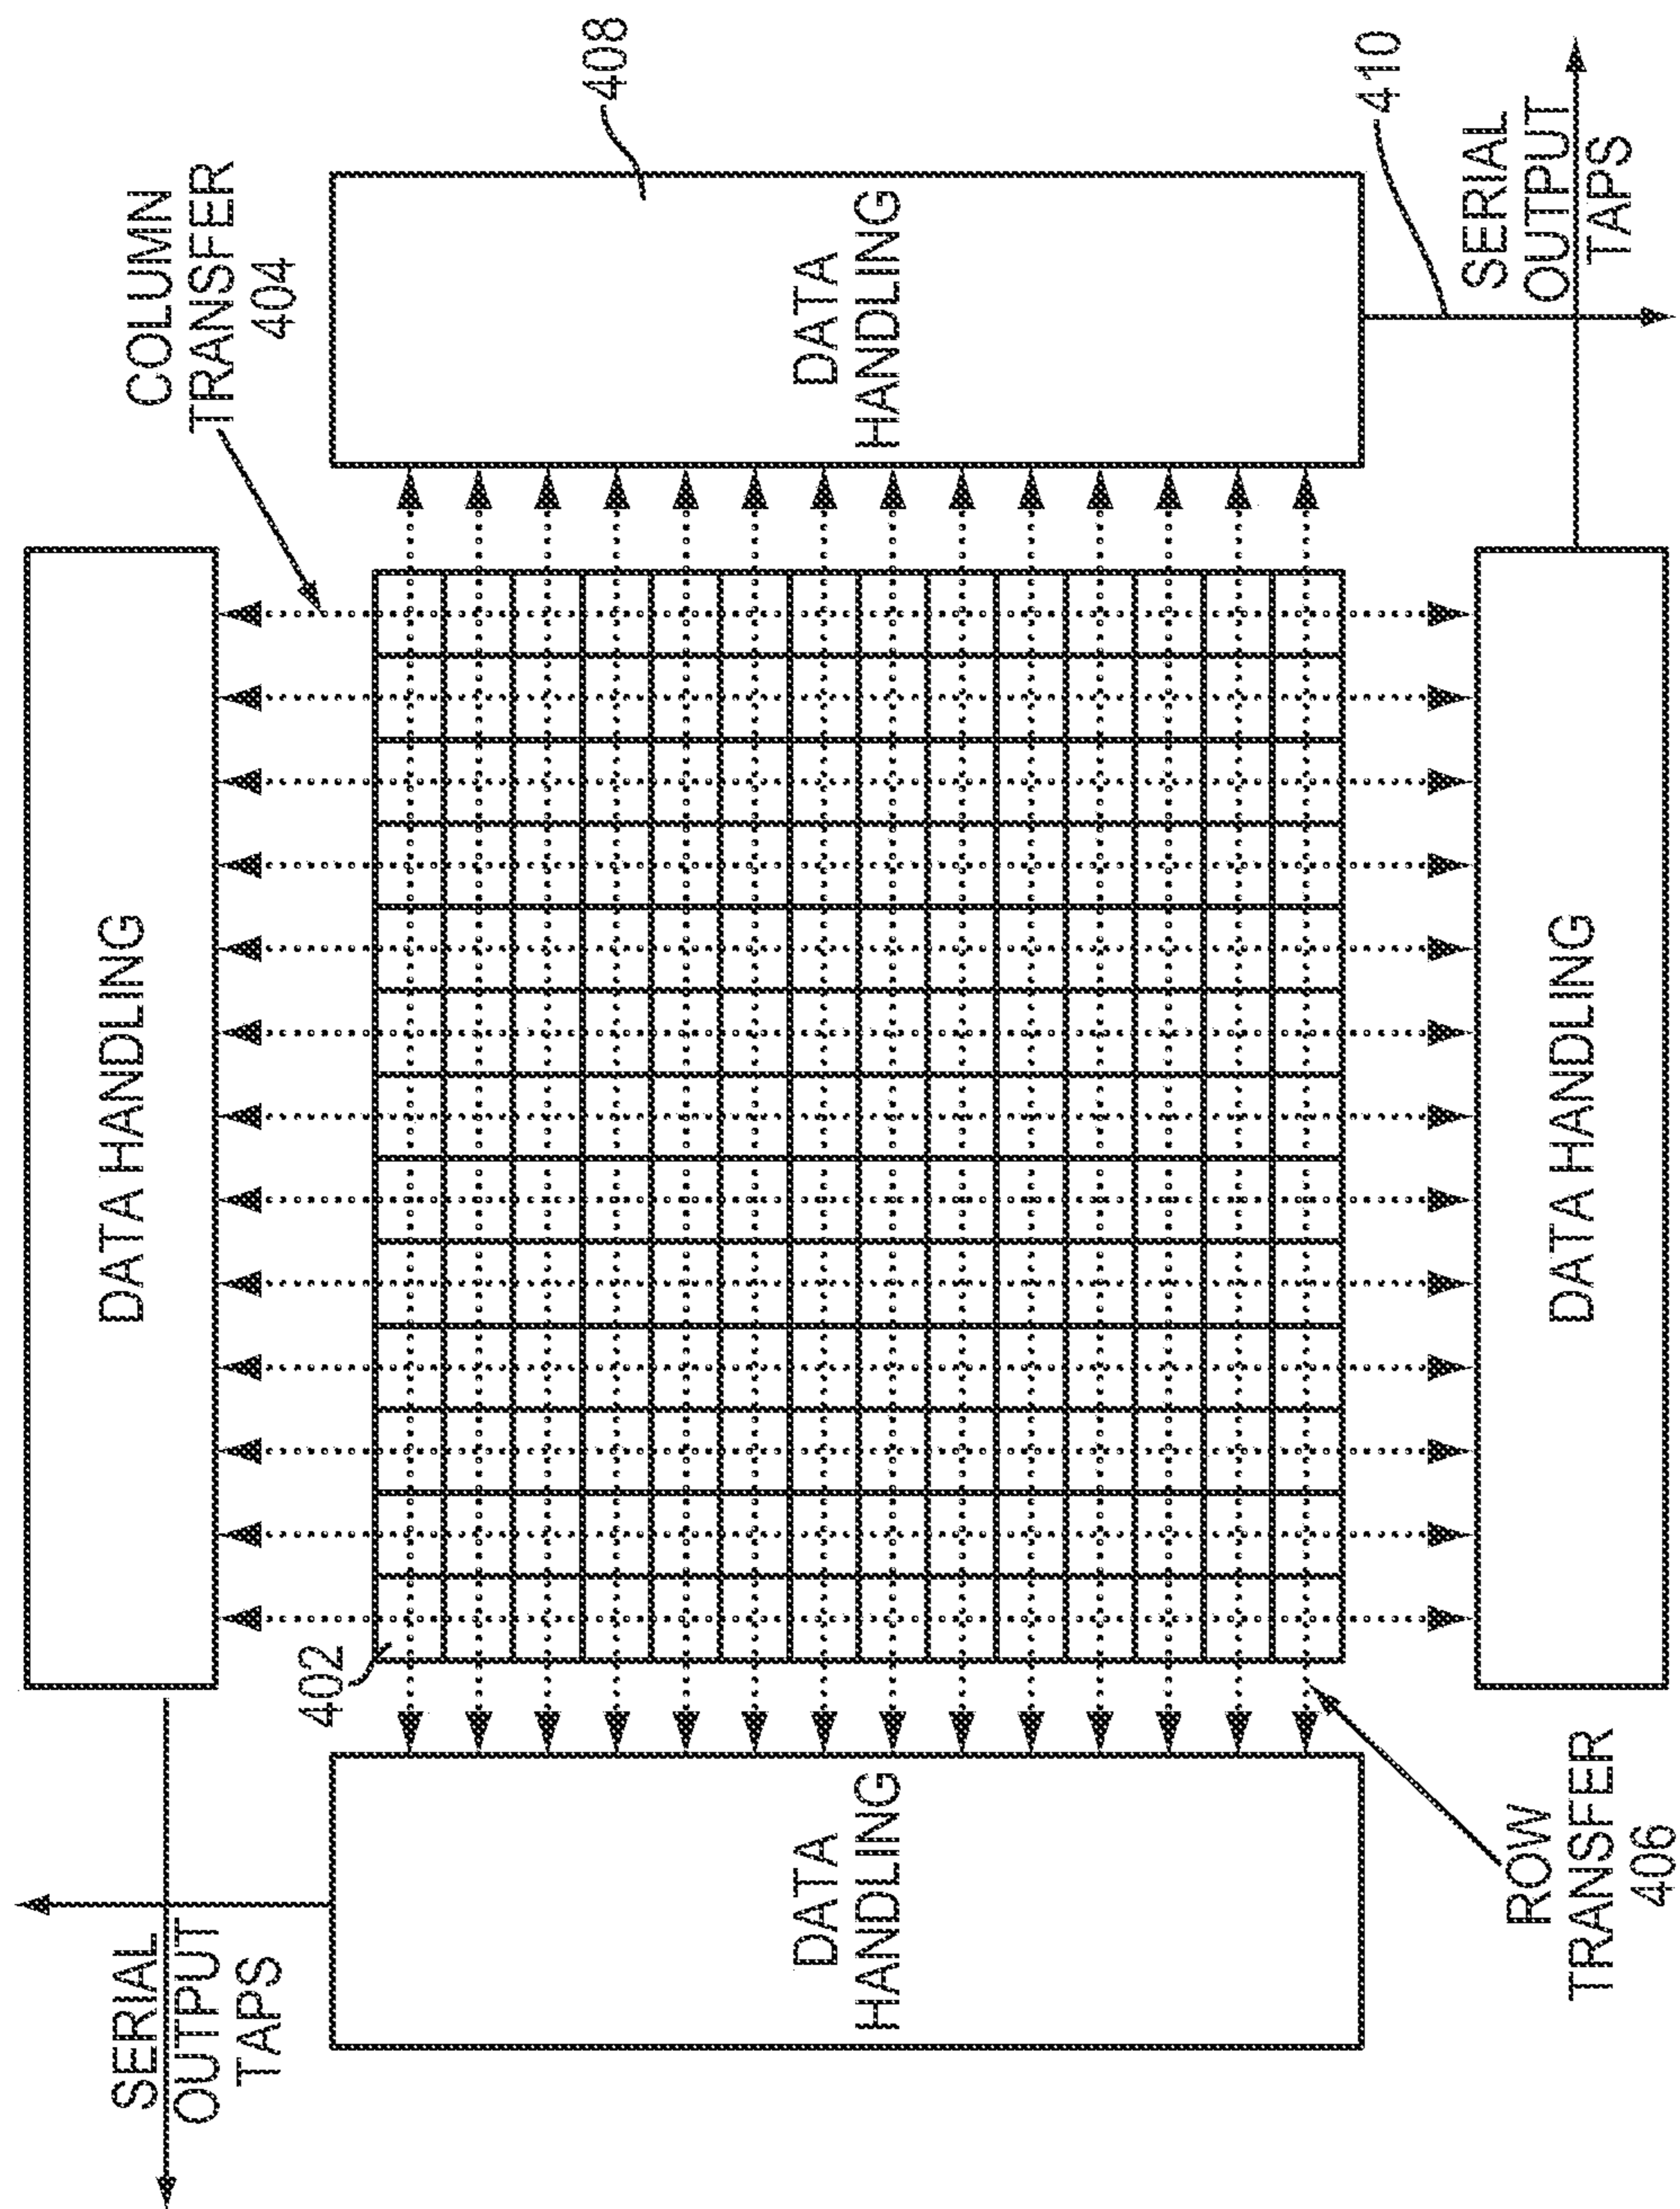 SERIAL
OUTPUT
TAPS
DATA HANDLING
COLUMN
TRANSFER
404
402
DATA
HANDLING
DATA
HANDLING
408
ROW
TRANSFER
406
DATA HANDLING
410
SERIAL
OUTPUT
TAPS